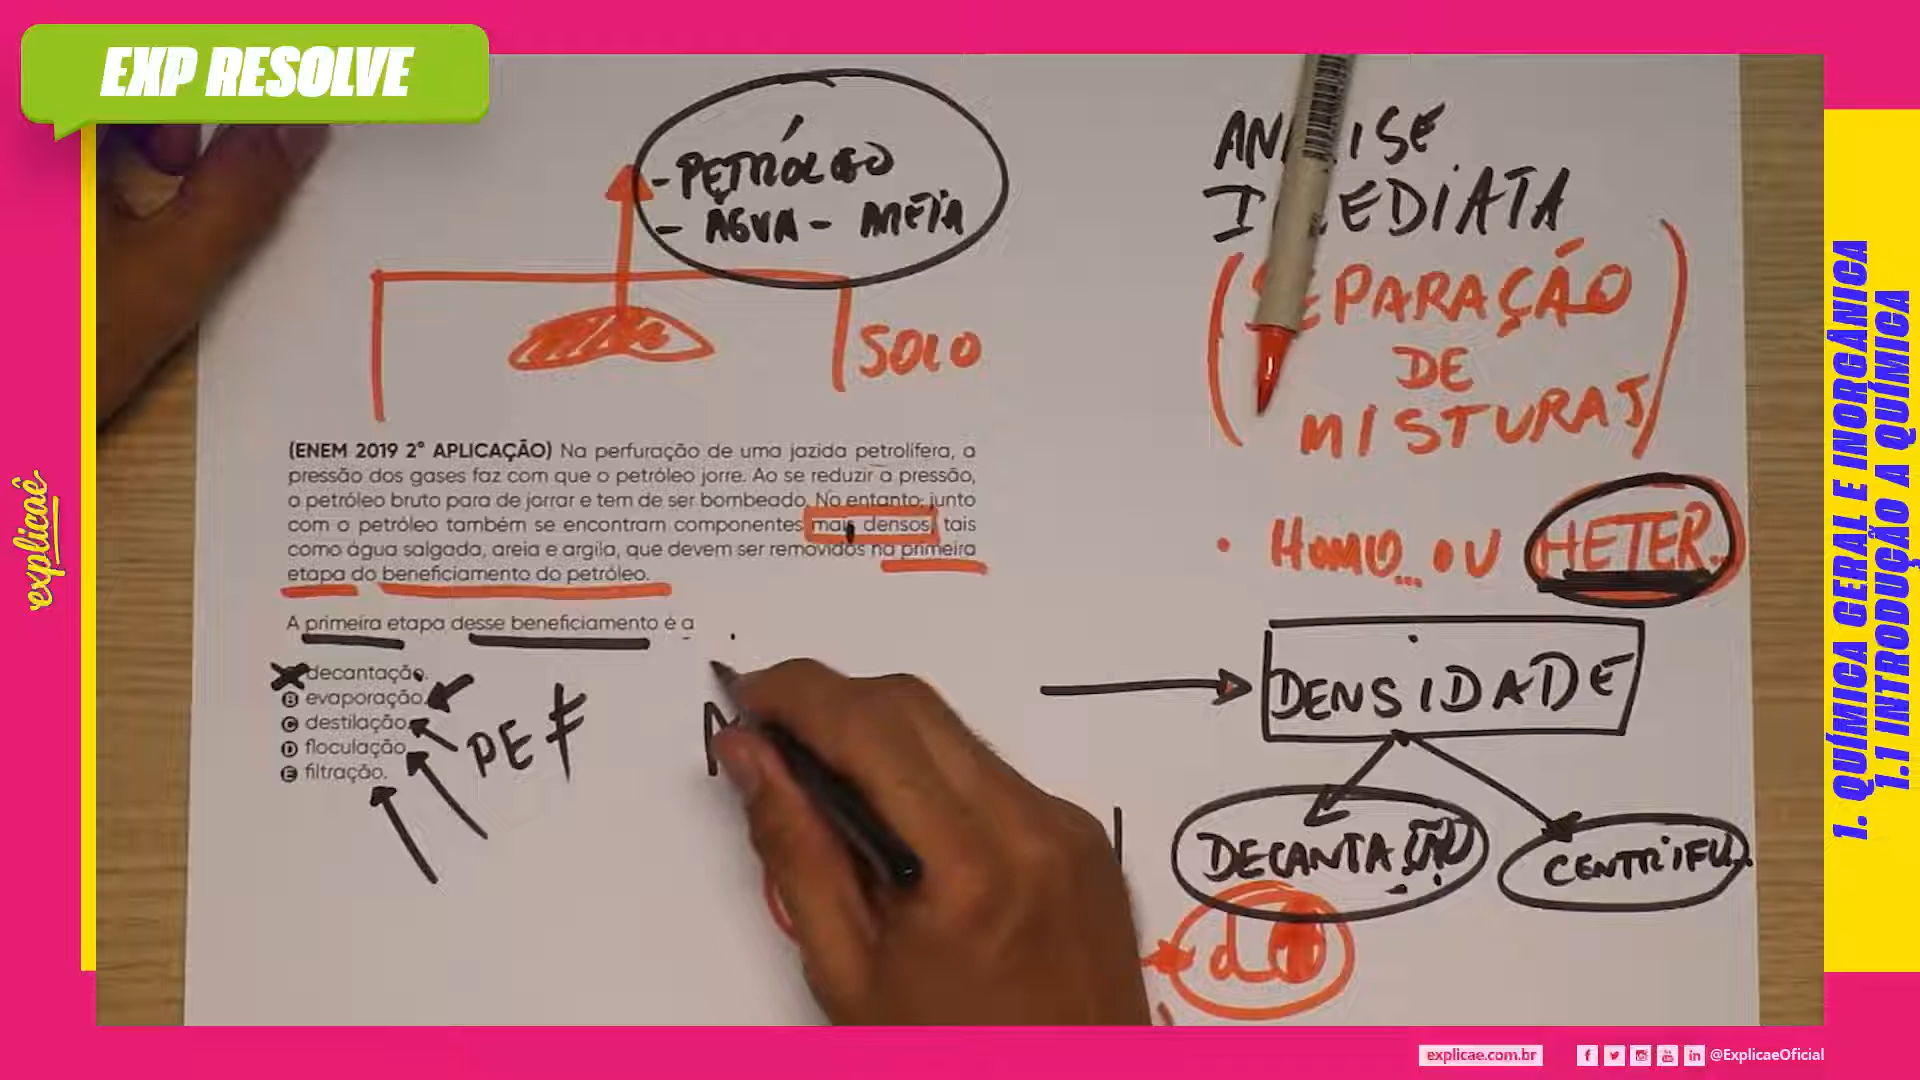 EXP RESOLVE
- PETRÓLEO
- ÁGUA - AREIA
SOLO
(ENEM 2019 2° APLICAÇÃO) Na perfuração de uma jazida petrolífera, a
pressão dos gases faz com que o petróleo jorre. Ao se reduzir a pressão,
o petróleo bruto para de jorrar e tem de ser bombeado. No entanto, junto
com o petróleo também se encontram componentes mais densos, tais
como água salgada, areia e argila, que devem ser removidos na primeira
etapa do beneficiamento do petróleo.
A primeira etapa desse beneficiamento é a
decantação.
B evaporação.
C destilação.
D floculação.
E filtração.
PE ≠
SEPARAÇÃO
DE
MISTURAS
• HOMO... OU HETER.
DENSIDADE
DECANTAÇÃO
CENTRIFU.
d
explicaê
1. QUÍMICA GERAL E INORGÂNICA
1.1 INTRODUÇÃO A QUÍMICA
explicae.com.br
@ExplicaeOficial